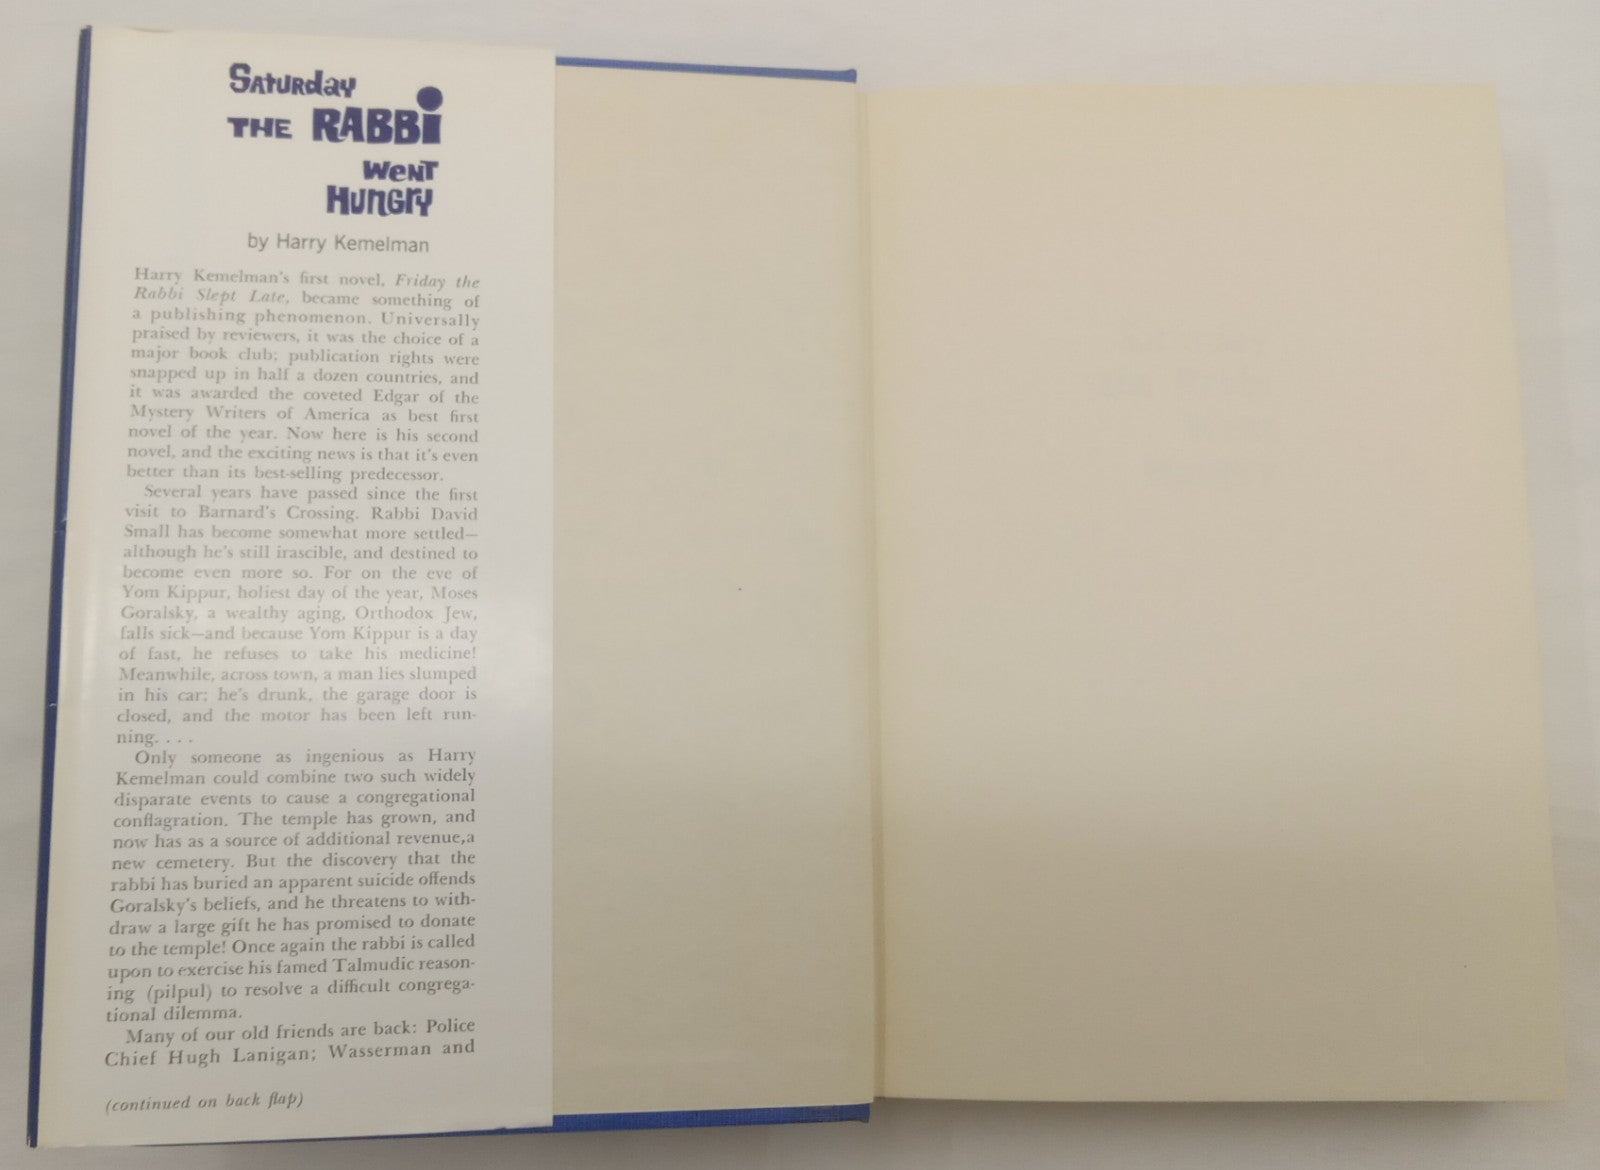 Saturday
THE RABBi
WeNT
HUnGRY
by Harry Kemelman
Harry Kemelman's first novel, Friday the
Rabbi Slept Late, became something of
a publishing phenomenon. Universally
praised by reviewers, it was the choice of a
major book club; publication rights were
snapped up in half a dozen countries, and
it was awarded the coveted Edgar of the
Mystery Writers of America as best first
novel of the year. Now here is his second
novel, and the exciting news is that it's even
better than its best-selling predecessor.
Several years have passed since the first
visit to Barnard's Crossing. Rabbi David
Small has become somewhat more settled—
although he's still irascible, and destined to
become even more so. For on the eve of
Yom Kippur, holiest day of the year, Moses
Goralsky, a wealthy aging, Orthodox Jew,
falls sick—and because Yom Kippur is a day
of fast, he refuses to take his medicine!
Meanwhile, across town, a man lies slumped
in his car; he's drunk, the garage door is
closed, and the motor has been left run-
ning. . . .
Only someone as ingenious as Harry
Kemelman could combine two such widely
disparate events to cause a congregational
conflagration. The temple has grown, and
now has as a source of additional revenue,a
new cemetery. But the discovery that the
rabbi has buried an apparent suicide offends
Goralsky's beliefs, and he threatens to with-
draw a large gift he has promised to donate
to the temple! Once again the rabbi is called
upon to exercise his famed Talmudic reason-
ing (pilpul) to resolve a difficult congrega-
tional dilemma.
Many of our old friends are back: Police
Chief Hugh Lanigan; Wasserman and
(continued on back flap)